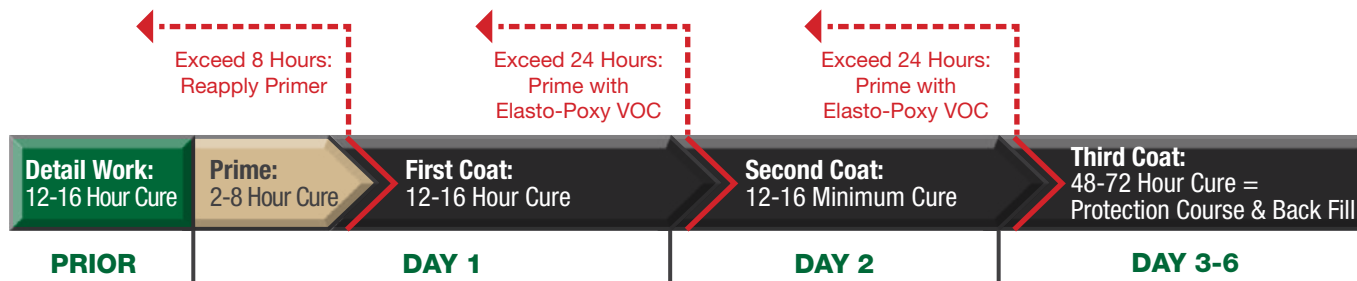 Exceed 8 Hours:
Reapply Primer
Exceed 24 Hours:
Prime with
Elasto-Poxy VOC
Exceed 24 Hours:
Prime with
Elasto-Poxy VOC
Detail Work:
12-16 Hour Cure
Prime:
2-8 Hour Cure
First Coat:
12-16 Hour Cure
Second Coat:
12-16 Minimum Cure
Third Coat:
48-72 Hour Cure =
Protection Course & Back Fill
PRIOR
DAY 1
DAY 2
DAY 3-6